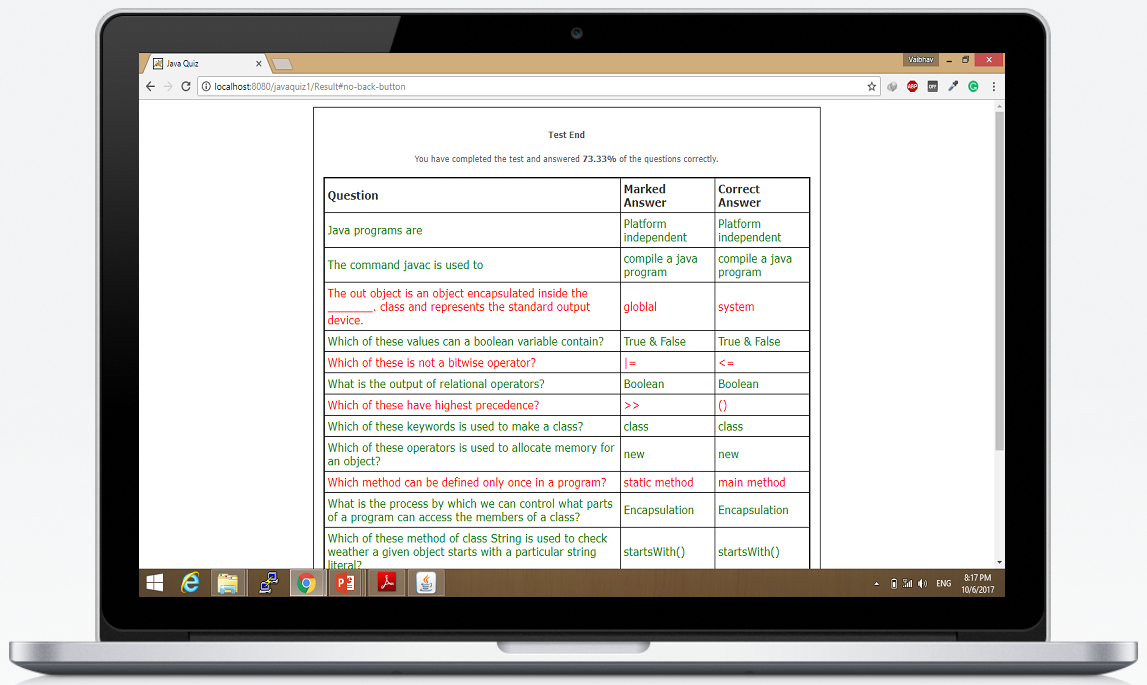 Java Quiz
Vaibhav
localhost:8080/javaquiz1/Result#no-back-button
ABP
OFF
Test End
You have completed the test and answered 73.33% of the questions correctly.
Question
Marked
Answer
Correct
Answer
Java programs are
Platform
independent
Platform
independent
The command javac is used to
compile a java
program
compile a java
program
The out object is an object encapsulated inside the
_______. class and represents the standard output
device.
globlal
system
Which of these values can a boolean variable contain?
True & False
True & False
Which of these is not a bitwise operator?
|=
<=
What is the output of relational operators?
Boolean
Boolean
Which of these have highest precedence?
>>
()
Which of these keywords is used to make a class?
class
class
Which of these operators is used to allocate memory for
an object?
new
new
Which method can be defined only once in a program?
static method
main method
What is the process by which we can control what parts
of a program can access the members of a class?
Encapsulation
Encapsulation
Which of these method of class String is used to check
weather a given object starts with a particular string
literal?
startsWith()
startsWith()
ENG
8:17 PM
10/6/2017